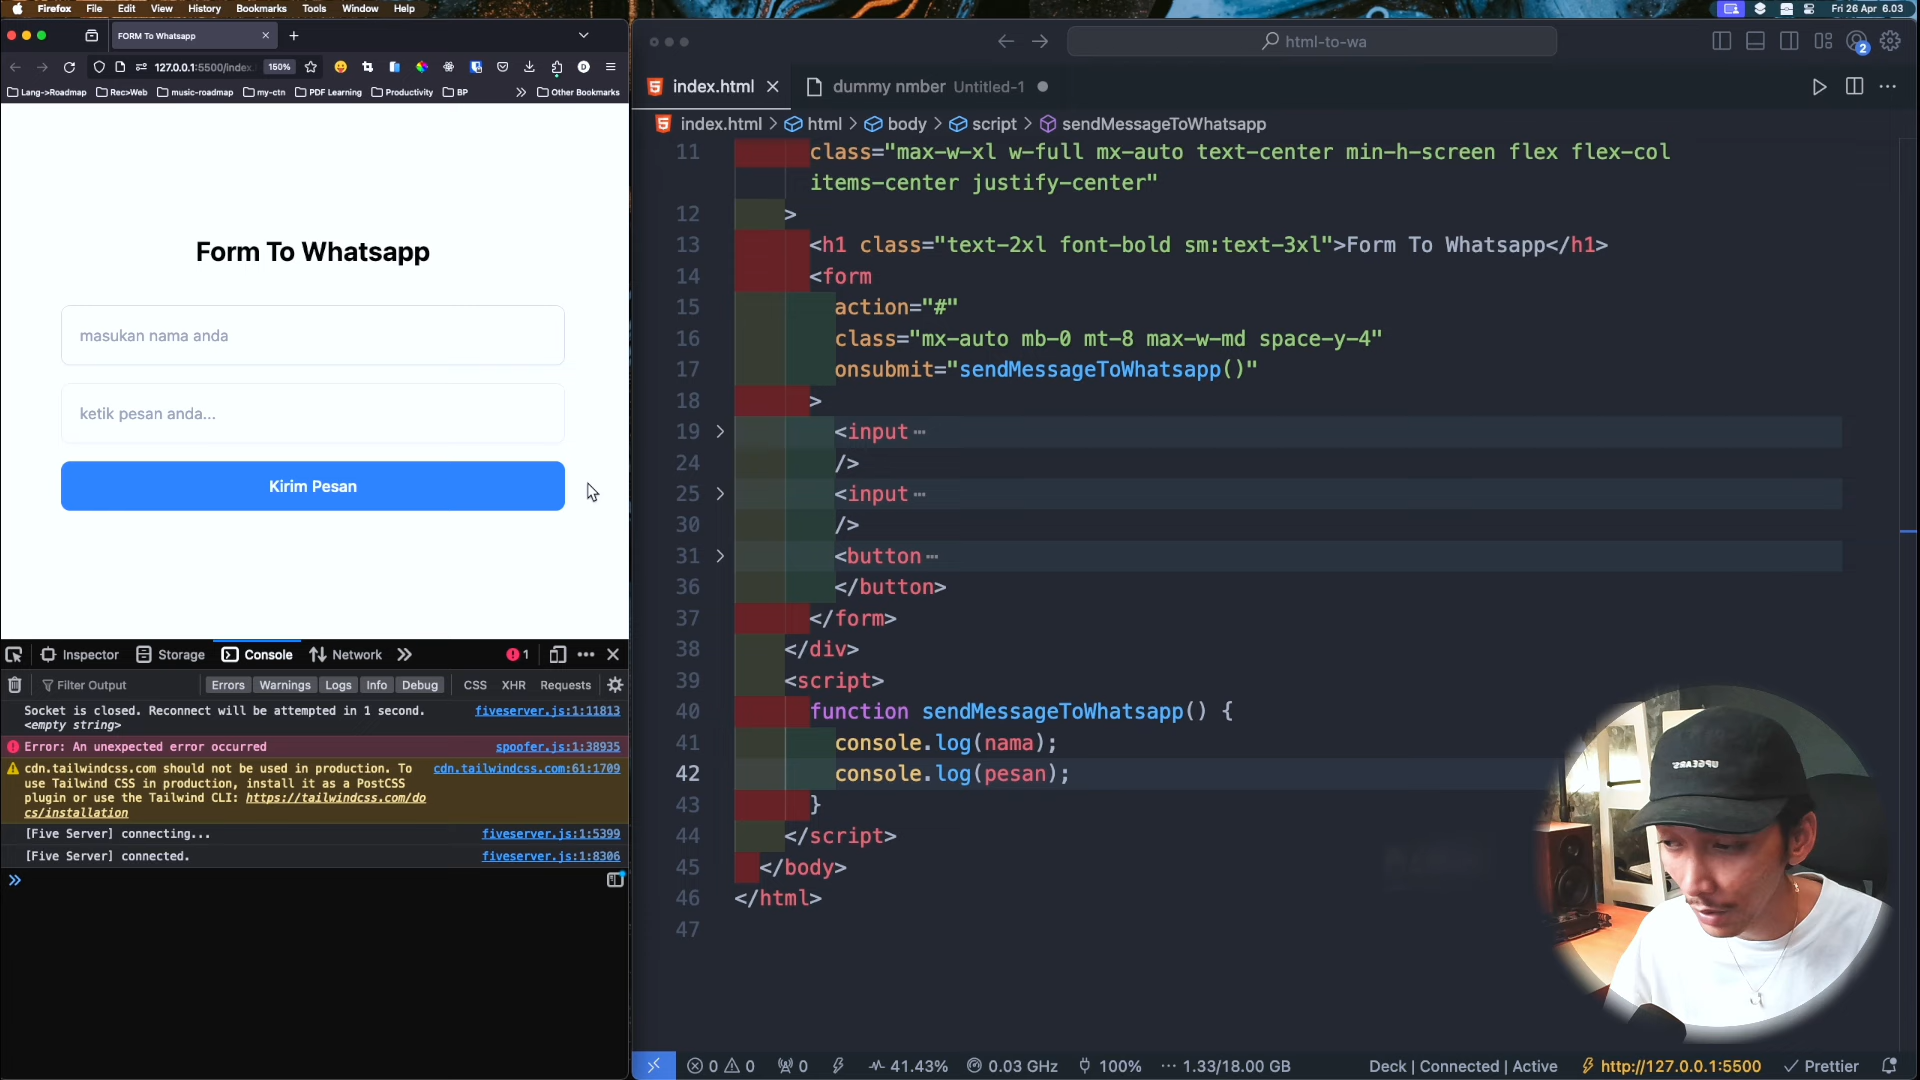 Firefox File Edit View History Bookmarks Tools Window Help
Fri 26 Apr 6.03
FORM To Whatsapp
127.0.0.1:5500/index
150%
Lang->Roadmap Rec>Web music-roadmap my-ctn PDF Learning Productivity BP Other Bookmarks
Form To Whatsapp
masukan nama anda
ketik pesan anda...
Kirim Pesan
Inspector Storage Console Network 1
Filter Output Errors Warnings Logs Info Debug CSS XHR Requests
Socket is closed. Reconnect will be attempted in 1 second. fiveserver.js:1:11813
<empty string>
Error: An unexpected error occurred spoofer.js:1:38935
cdn.tailwindcss.com should not be used in production. To cdn.tailwindcss.com:61:1709
use Tailwind CSS in production, install it as a PostCSS
plugin or use the Tailwind CLI: https://tailwindcss.com/do
cs/installation
[Five Server] connecting... fiveserver.js:1:5399
[Five Server] connected. fiveserver.js:1:8306
html-to-wa
2
index.html dummy nmber Untitled-1
index.html > html > body > script > sendMessageToWhatsapp
11 class="max-w-xl w-full mx-auto text-center min-h-screen flex flex-col
items-center justify-center"
12 >
13 <h1 class="text-2xl font-bold sm:text-3xl">Form To Whatsapp</h1>
14 <form
15 action="#"
16 class="mx-auto mb-0 mt-8 max-w-md space-y-4"
17 onsubmit="sendMessageToWhatsapp()"
18 >
19 <input
24 />
25 <input
30 />
31 <button
36 </button>
37 </form>
38 </div>
39 <script>
40 function sendMessageToWhatsapp() {
41 console.log(nama);
42 console.log(pesan);
43 }
44 </script>
45 </body>
46 </html>
47
UPGEARS
0 0 0 41.43% 0.03 GHz 100% 1.33/18.00 GB Deck | Connected | Active http://127.0.0.1:5500 Prettier